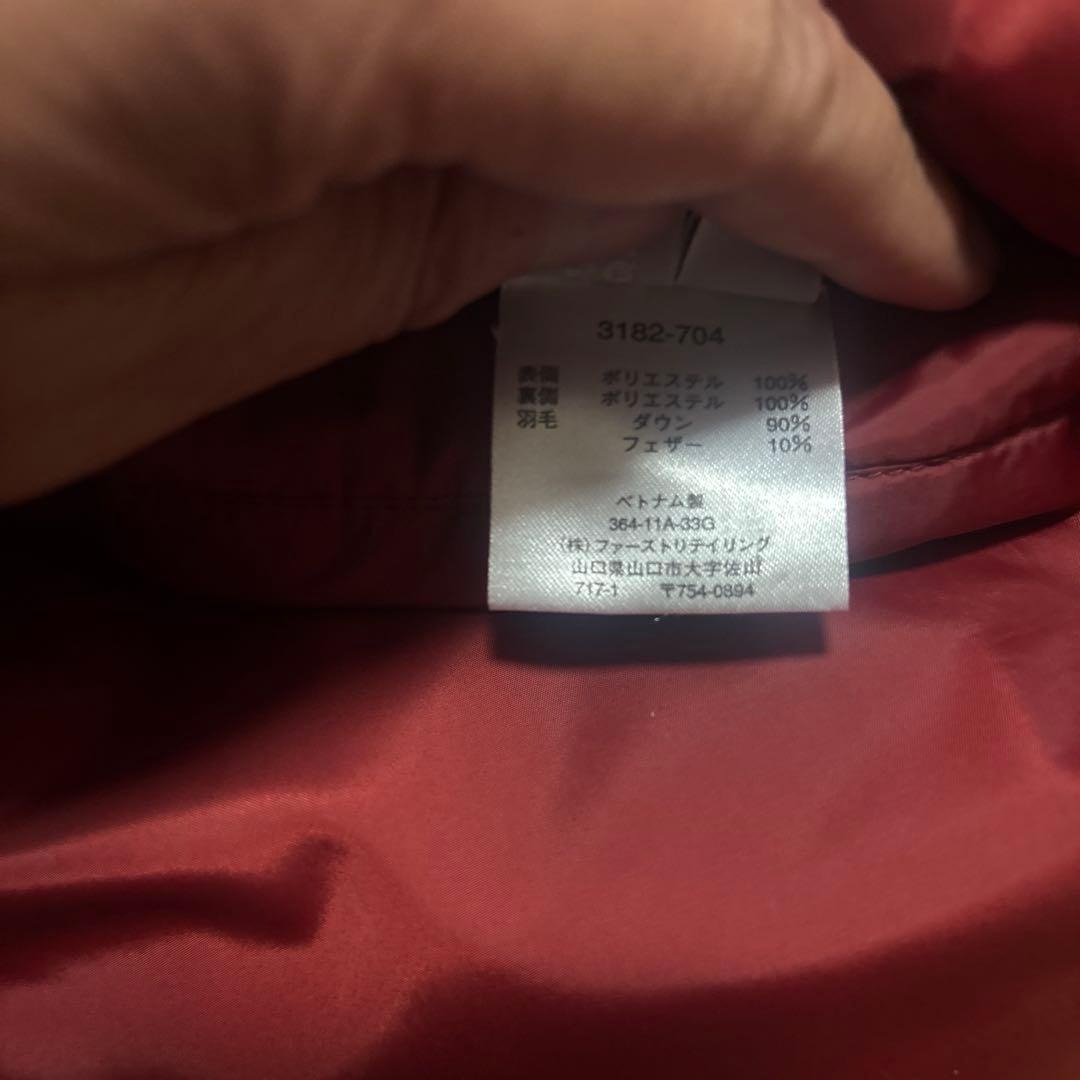 3182-704
表側 ポリエステル 100%
裏側 ポリエステル 100%
羽毛 ダウン 90%
フェザー 10%
ベトナム製
364-11A-33G
(株)ファーストリテイリング
山口県山口市大字佐山
717-1 〒754-0894